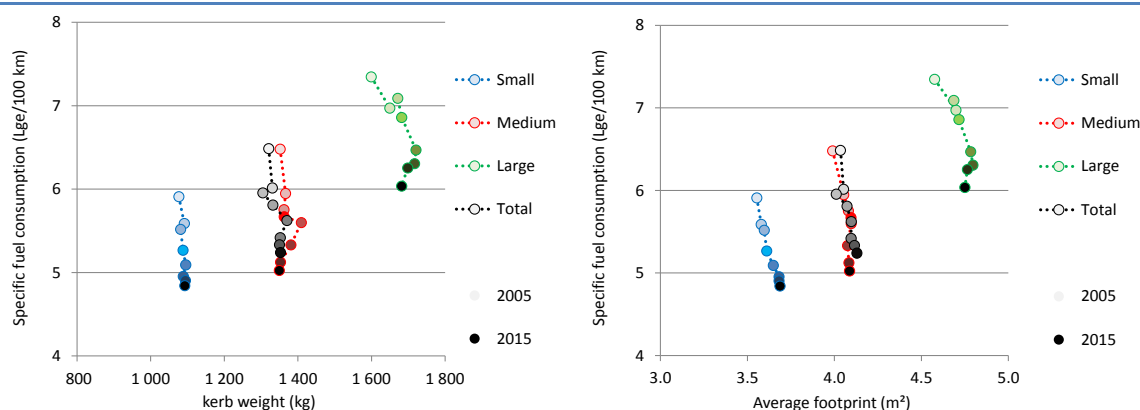 Specific fuel consumption (Lge/100 km)
8
7
6
5
4
800
1 000
1 200
1 400
1 600
1 800
kerb weight (kg)
Small
Medium
Large
Total
2005
2015
Specific fuel consumption (Lge/100 km)
8
7
6
5
4
3.0
3.5
4.0
4.5
5.0
Average footprint (m²)
Small
Medium
Large
Total
2005
2015